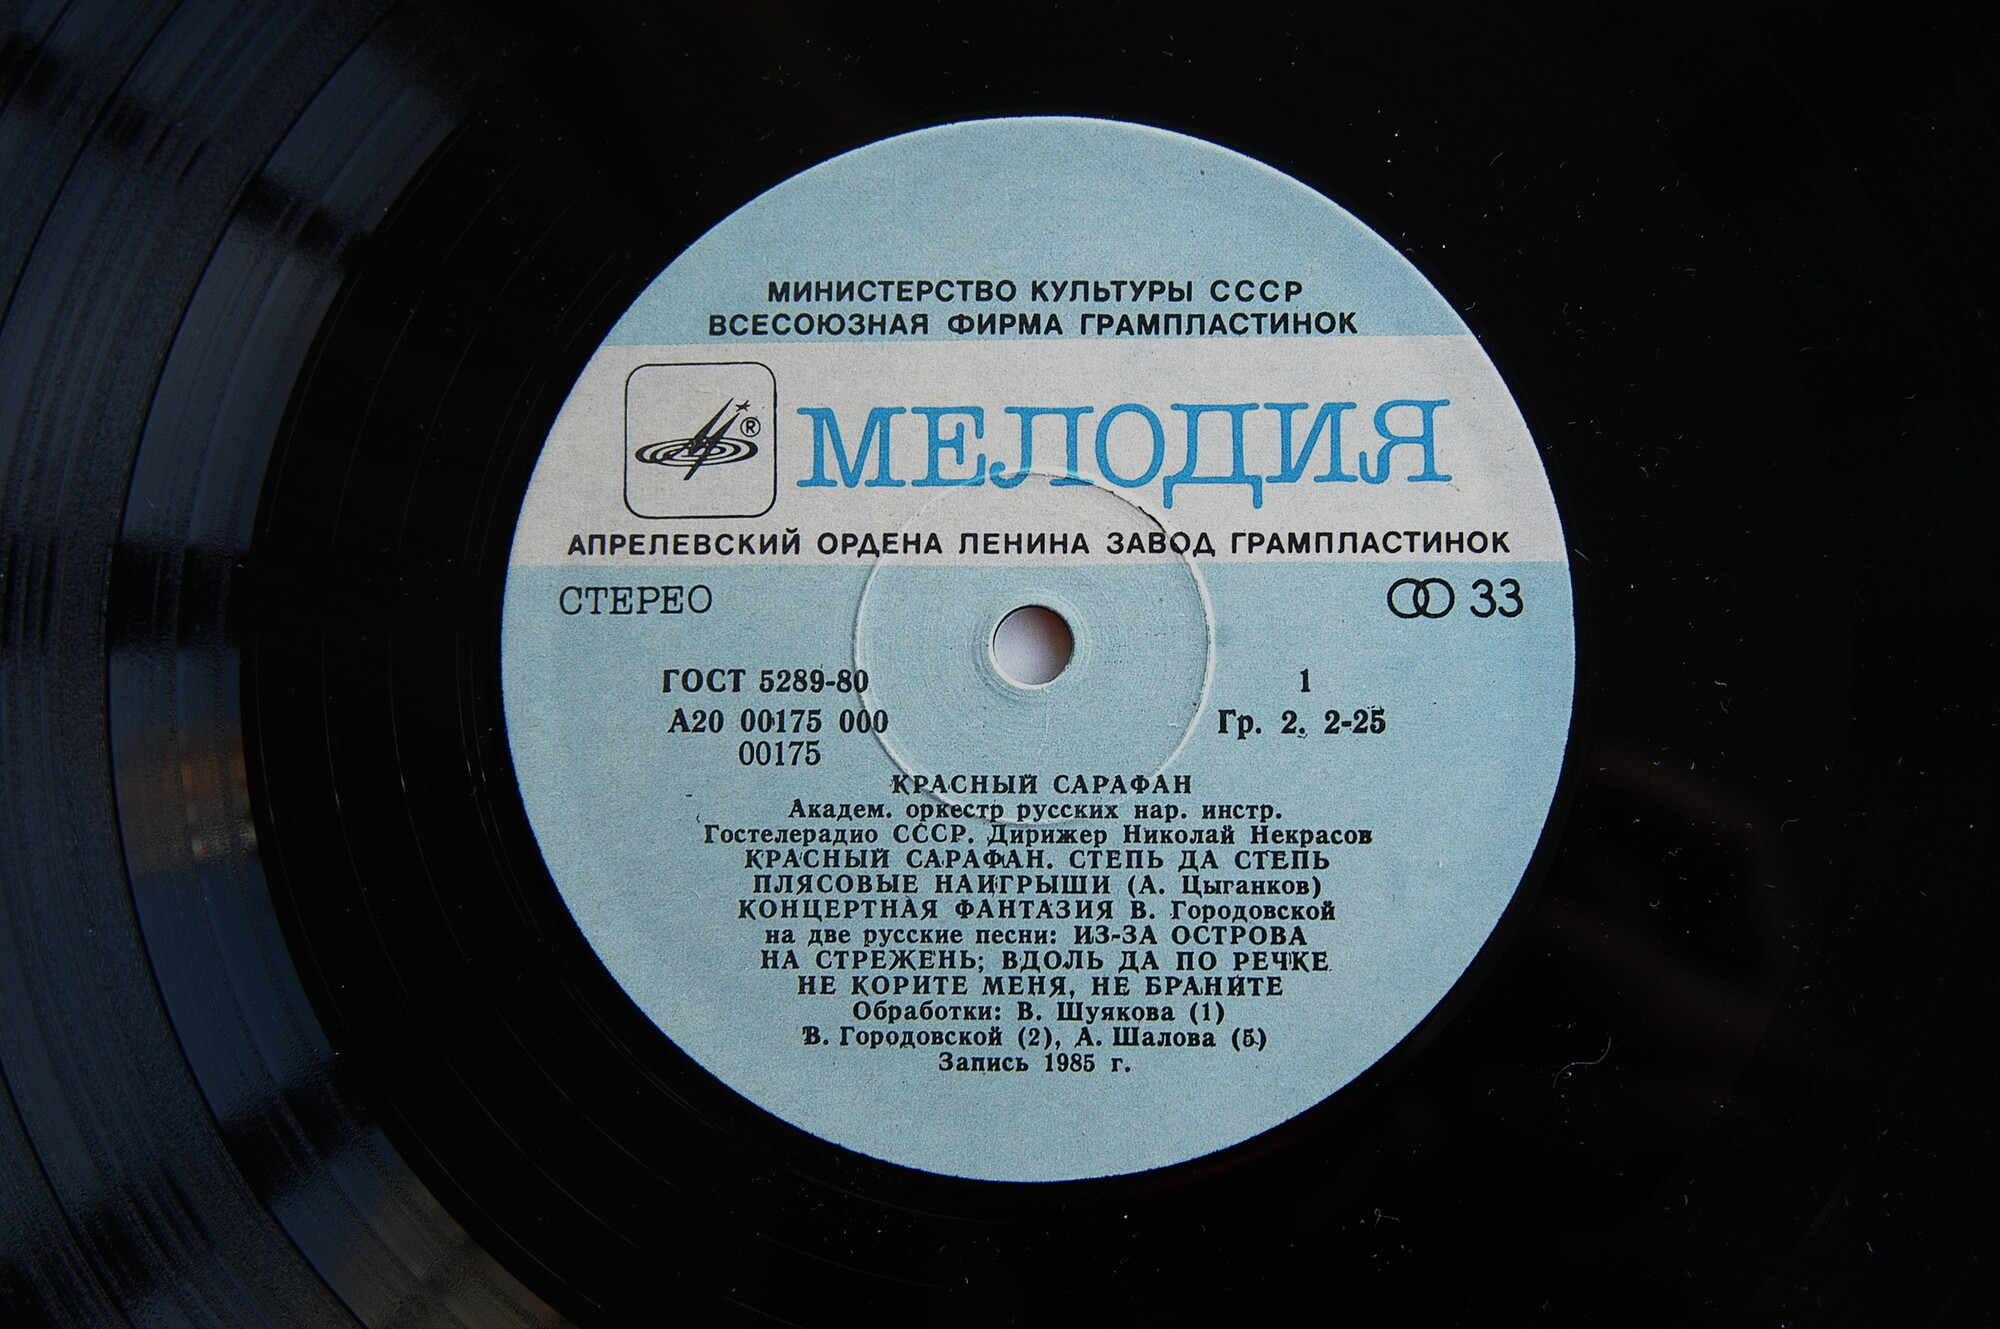 МИНИСТЕРСТВО КУЛЬТУРЫ СССР
ВСЕСОЮЗНАЯ ФИРМА ГРАМПЛАСТИНОК
® МЕЛОДИЯ
АПРЕЛЕВСКИЙ ОРДЕНА ЛЕНИНА ЗАВОД ГРАМПЛАСТИНОК
СТЕРЕО 33
ГОСТ 5289-80 1
А20 00175 000 Гр. 2. 2-25
00175
КРАСНЫЙ САРАФАН
Академ. оркестр русских нар. инстр.
Гостелерадио СССР. Дирижер Николай Некрасов
КРАСНЫЙ САРАФАН. СТЕПЬ ДА СТЕПЬ
ПЛЯСОВЫЕ НАИГРЫШИ (А. Цыганков)
КОНЦЕРТНАЯ ФАНТАЗИЯ В. Городовской
на две русские песни: ИЗ-ЗА ОСТРОВА
НА СТРЕЖЕНЬ; ВДОЛЬ ДА ПО РЕЧКЕ
НЕ КОРИТЕ МЕНЯ, НЕ БРАНИТЕ
Обработки: В. Шуякова (1)
В. Городовской (2), А. Шалова (5)
Запись 1985 г.